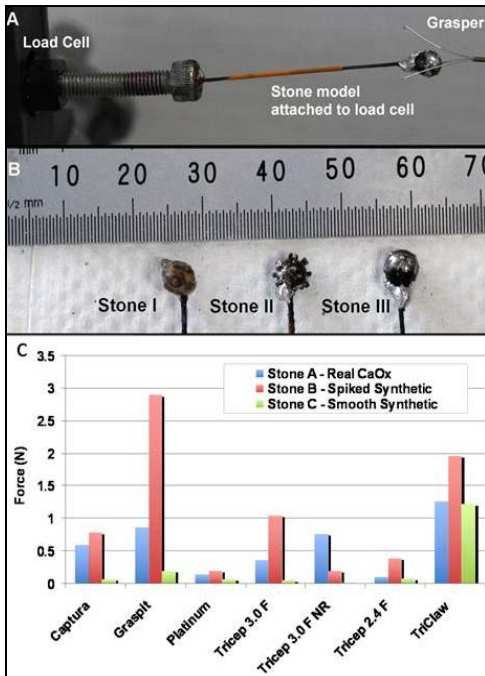 A
Load Cell
Grasper
Stone model
attached to load cell
B
mm
10 20 30 40 50 60 70
1/2 mm
Stone I
Stone II
Stone III
C
3.5
3
2.5
2
1.5
1
0.5
0
Force (N)
Stone A - Real CaOx
Stone B - Spiked Synthetic
Stone C - Smooth Synthetic
Captura
Graspit
Platinum
Tricep 3.0 F
Tricep 3.0 F NR
Tricep 2.4 F
TriClaw